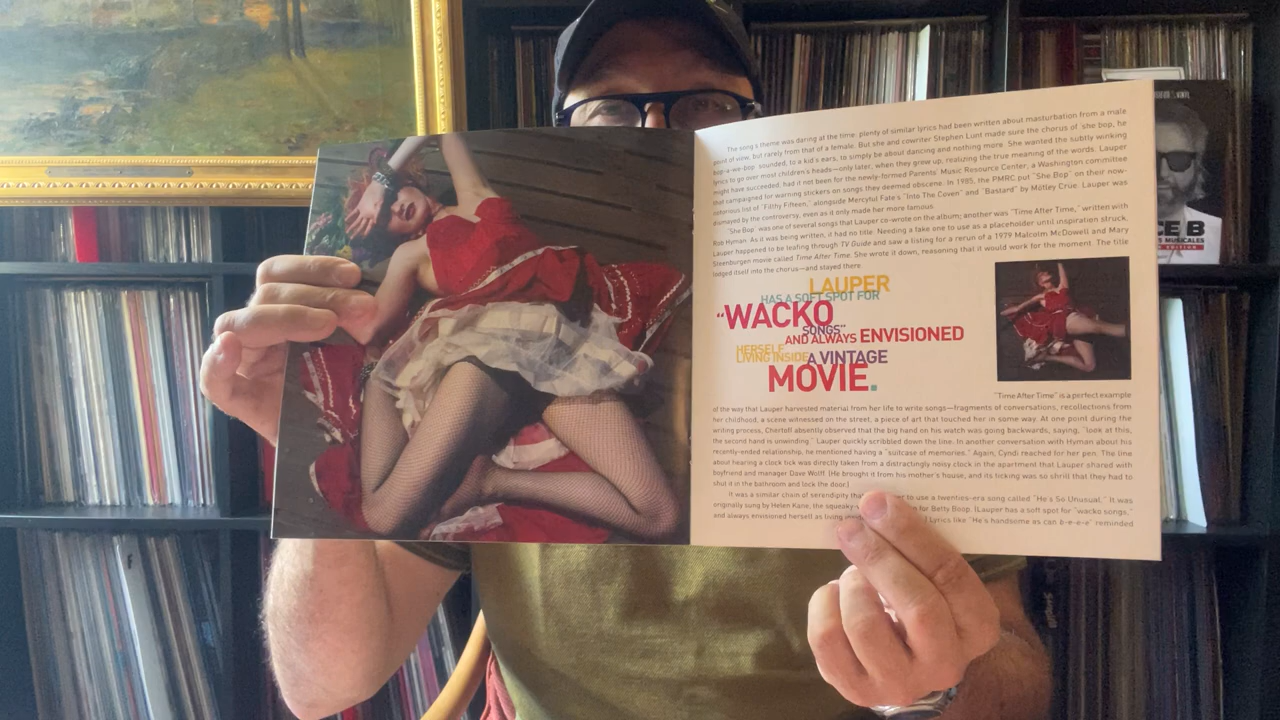 The song's theme was daring at the time: plenty of similar lyrics had been written about masturbation from a male
point of view, but rarely from that of a female. But she and cowriter Stephen Lunt made sure the chorus of "she bop, he
bop-a-we-bop" sounded, to a kid's ears, to simply be about dancing and nothing more. She wanted the subtly winking
lyrics to go over most children's heads—only later, when they grew up, realizing the true meaning of the words. Lauper
might have succeeded, had it not been for the newly-formed Parents' Music Resource Center, a Washington committee
that campaigned for warning stickers on songs they deemed obscene. In 1985, the PMRC put "She Bop" on their now-
notorious list of "Filthy Fifteen," alongside Mercyful Fate's "Into The Coven" and "Bastard" by Mötley Crüe. Lauper was
dismayed by the controversy, even as it only made her more famous.
"She Bop" was one of several songs that Lauper co-wrote on the album; another was "Time After Time," written with
Rob Hyman. As it was being written, it had no title. Needing a fake one to use as a placeholder until inspiration struck,
Lauper happened to be leafing through TV Guide and saw a listing for a rerun of a 1979 Malcolm McDowell and Mary
Steenburgen movie called Time After Time. She wrote it down, reasoning that it would work for the moment. The title
lodged itself into the chorus—and stayed there.
LAUPER
HAS A SOFT SPOT FOR
"WACKO
SONGS"
AND ALWAYS ENVISIONED
HERSELF
LIVING INSIDE A VINTAGE
MOVIE.
"Time After Time" is a perfect example
of the way that Lauper harvested material from her life to write songs—fragments of conversations, recollections from
her childhood, a scene witnessed on the street, a piece of art that touched her in some way. At one point during the
writing process, Chertoff absently observed that the big hand on his watch was going backwards, saying, "look at this,
the second hand is unwinding." Lauper quickly scribbled down the line. In another conversation with Hyman about his
recently-ended relationship, he mentioned having a "suitcase of memories." Again, Cyndi reached for her pen. The line
about hearing a clock tick was directly taken from a distractingly noisy clock in the apartment that Lauper shared with
boyfriend and manager Dave Wolff. (He brought it from his mother's house, and its ticking was so shrill that they had to
shut it in the bathroom and lock the door.)
It was a similar chain of serendipity that to use a twenties-era song called "He's So Unusual." It was
originally sung by Helen Kane, the squeaky for Betty Boop. (Lauper has a soft spot for "wacko songs,"
and always envisioned herself as living Lyrics like "He's handsome as can b-e-e-e" reminded
CE B
S MUSICALES